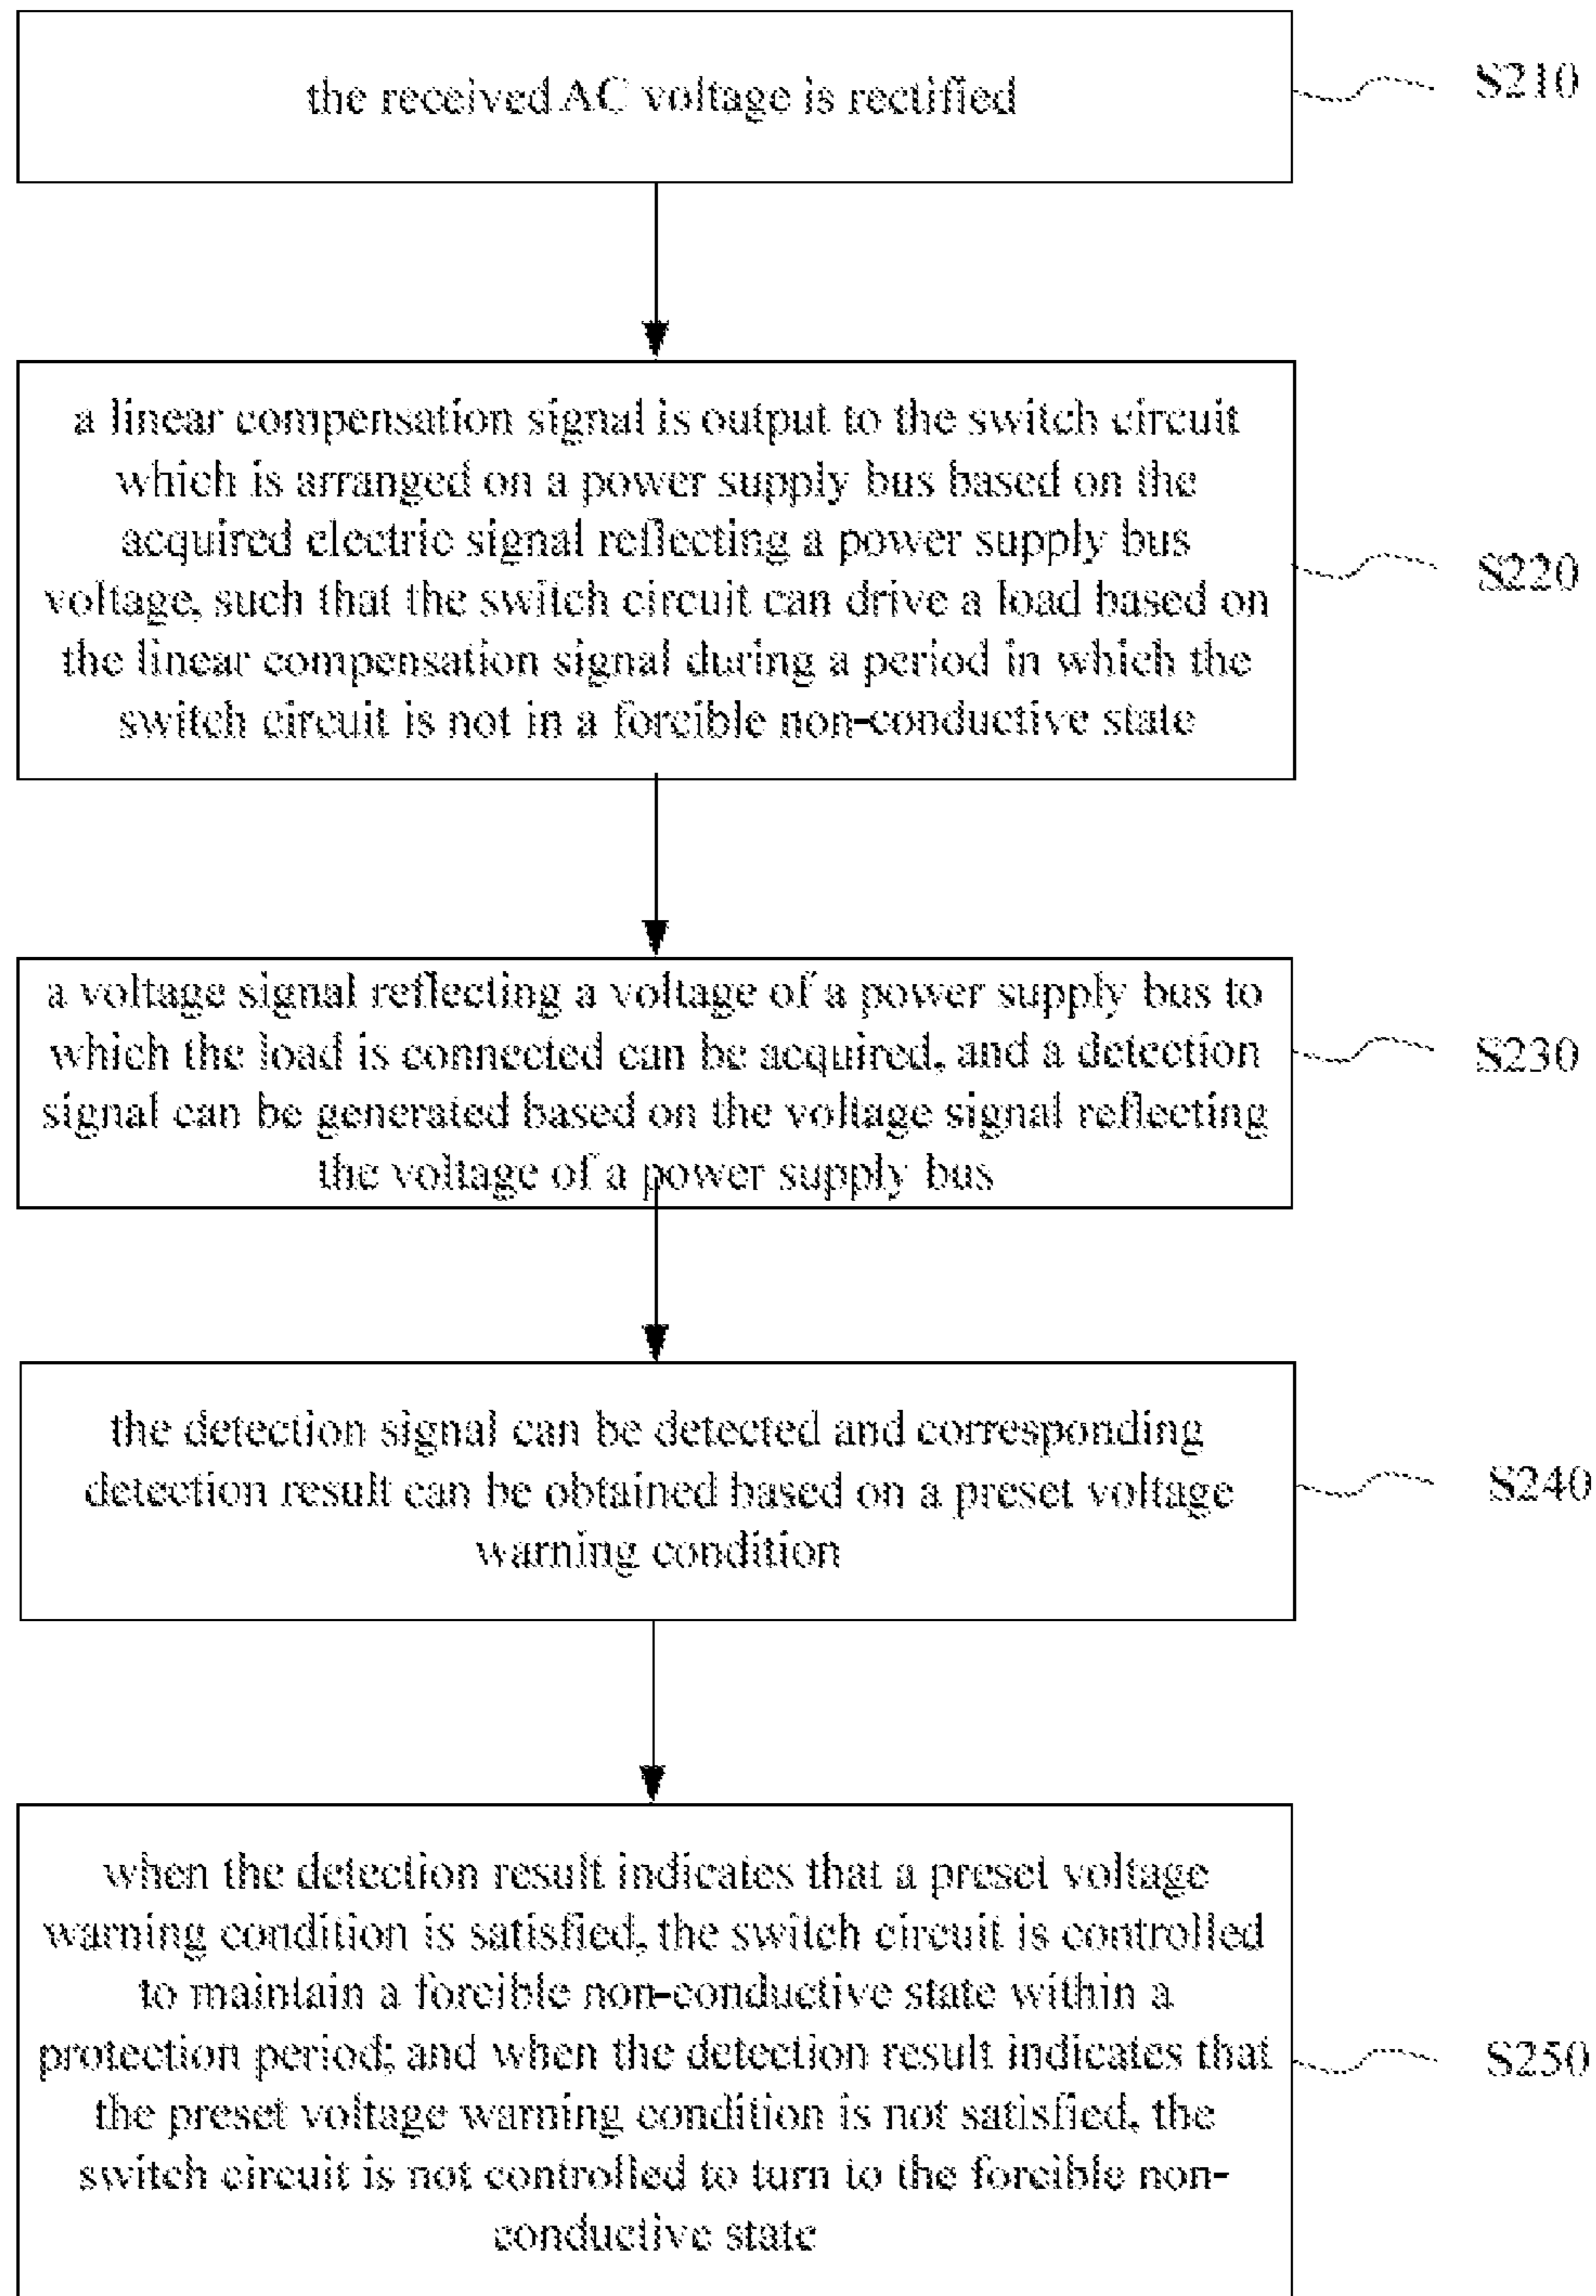 the received AC voltage is rectified
S210
a linear compensation signal is output to the switch circuit
which is arranged on a power supply bus based on the
acquired electric signal reflecting a power supply bus
voltage, such that the switch circuit can drive a load based on
the linear compensation signal during a period in which the
switch circuit is not in a forcible non-conductive state
S220
a voltage signal reflecting a voltage of a power supply bus to
which the load is connected can be acquired, and a detection
signal can be generated based on the voltage signal reflecting
the voltage of a power supply bus
S230
the detection signal can be detected and corresponding
detection result can be obtained based on a preset voltage
warning condition
S240
when the detection result indicates that a preset voltage
warning condition is satisfied, the switch circuit is controlled
to maintain a forcible non-conductive state within a
protection period; and when the detection result indicates that
the preset voltage warning condition is not satisfied, the
switch circuit is not controlled to turn to the forcible non-
conductive state
S250